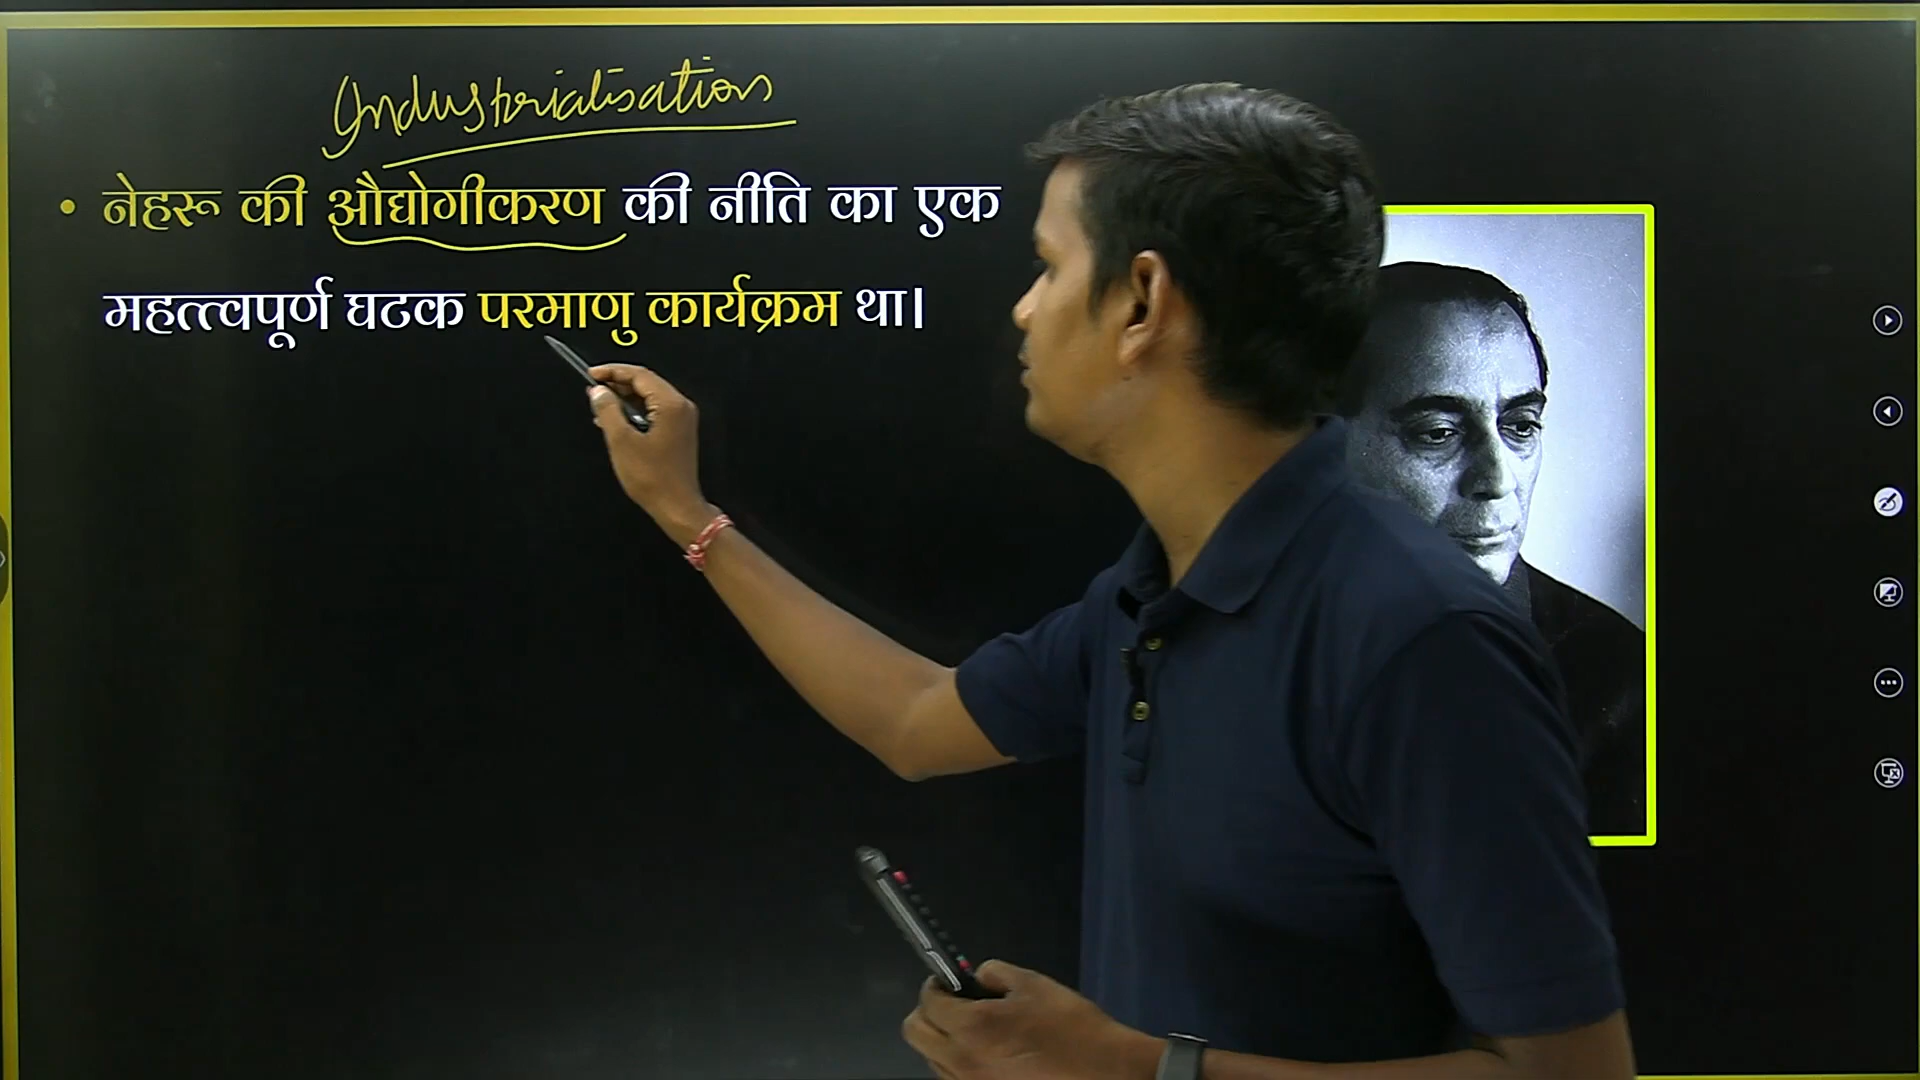 Industrialisation
• नेहरू की औद्योगीकरण की नीति का एक
महत्त्वपूर्ण घटक परमाणु कार्यक्रम था।